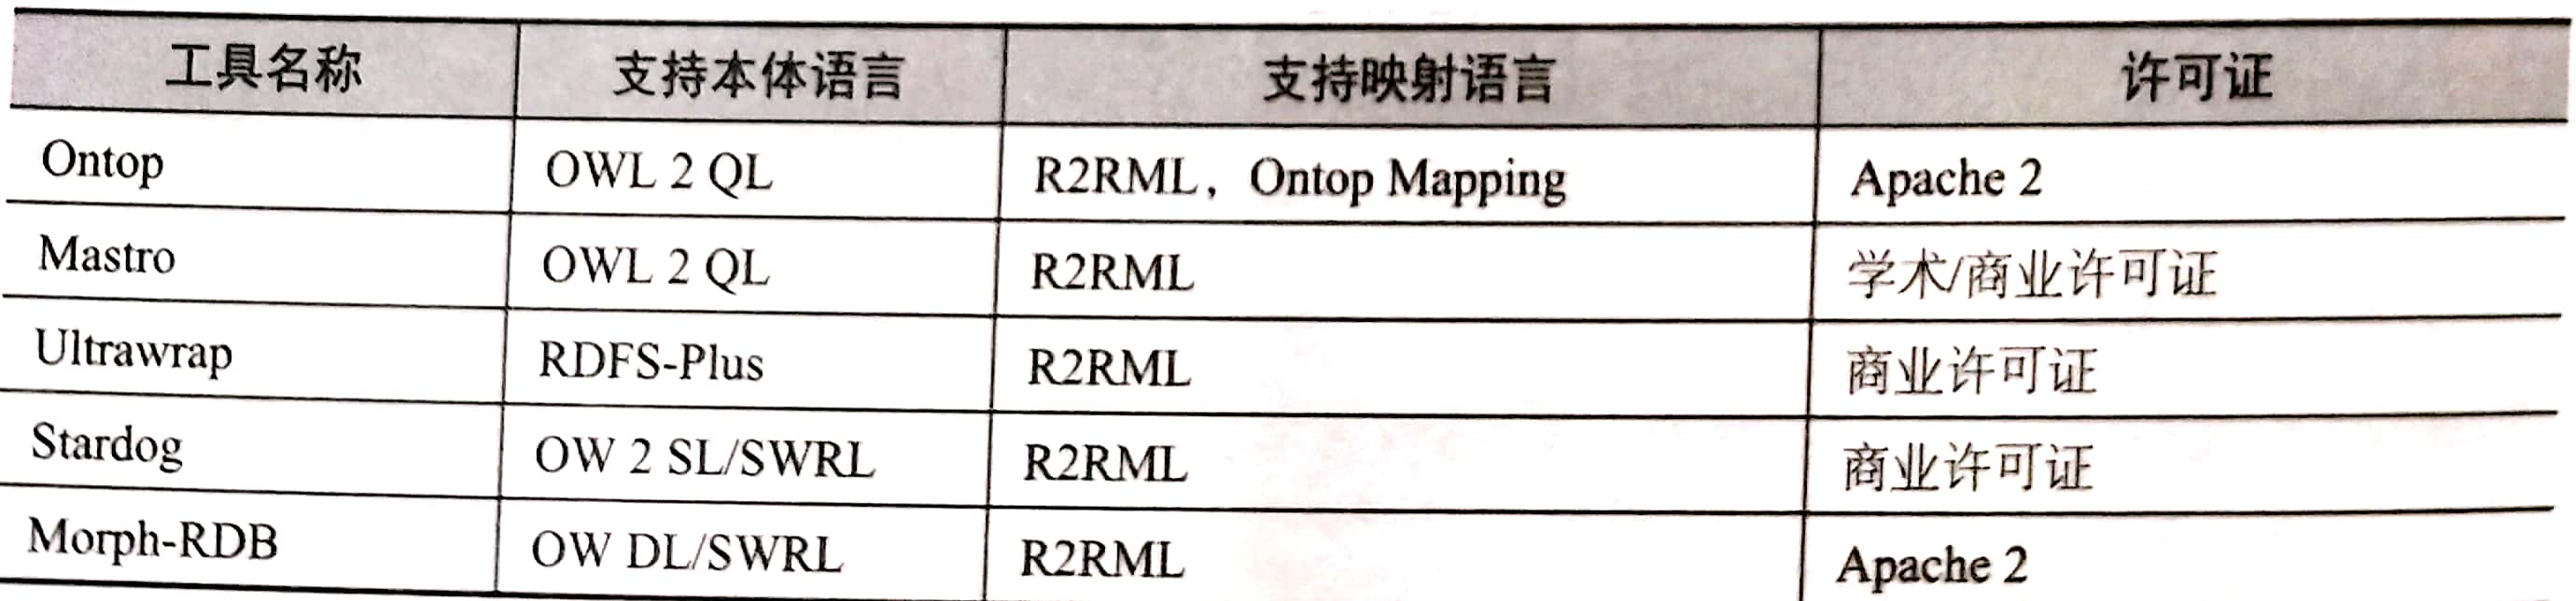 工具名称 支持本体语言 支持映射语言 许可证
Ontop OWL 2 QL R2RML，Ontop Mapping Apache 2
Mastro OWL 2 QL R2RML 学术/商业许可证
Ultrawrap RDFS-Plus R2RML 商业许可证
Stardog OW 2 SL/SWRL R2RML 商业许可证
Morph-RDB OW DL/SWRL R2RML Apache 2